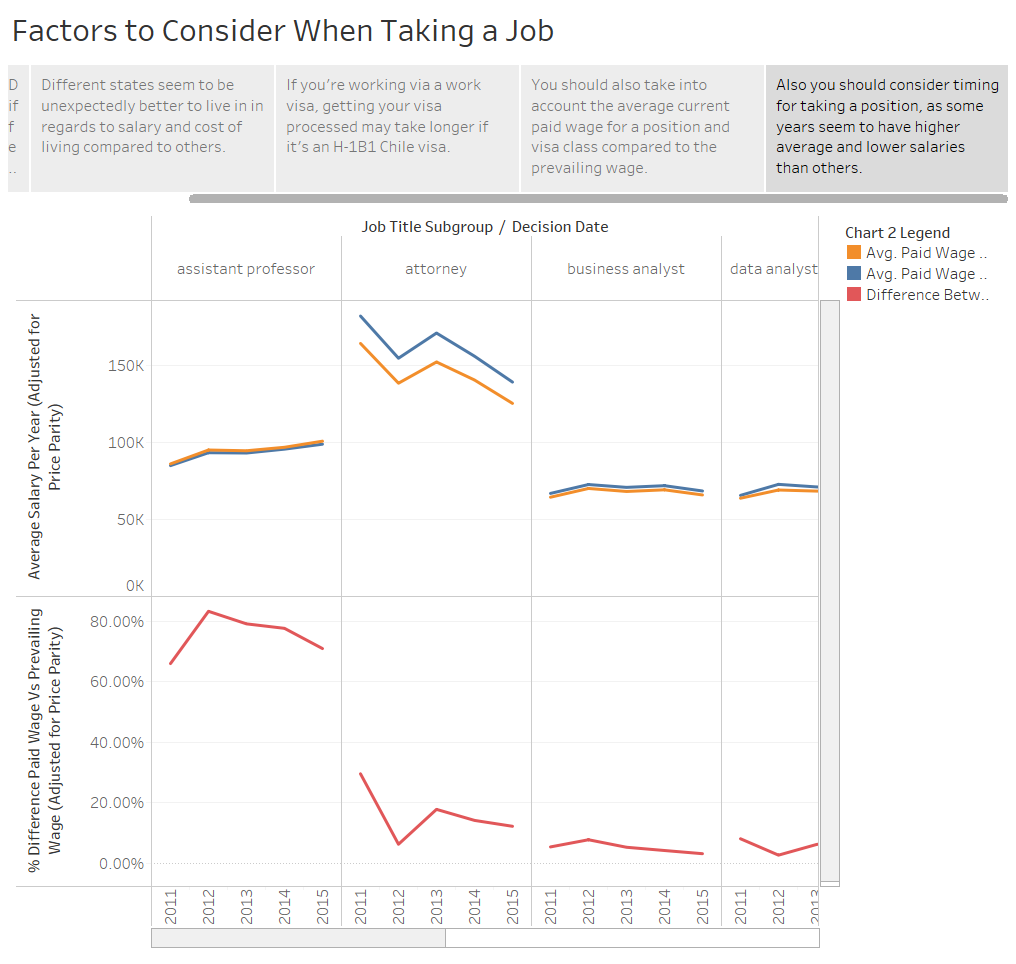 Factors to Consider When Taking a Job
D
if
f
e
..
Different states seem to be
unexpectedly better to live in in
regards to salary and cost of
living compared to others.
If you're working via a work
visa, getting your visa
processed may take longer if
it's an H-1B1 Chile visa.
You should also take into
account the average current
paid wage for a position and
visa class compared to the
prevailing wage.
Also you should consider timing
for taking a position, as some
years seem to have higher
average and lower salaries
than others.
Job Title Subgroup / Decision Date
assistant professor
attorney
business analyst
data analyst
Chart 2 Legend
Avg. Paid Wage ..
Avg. Paid Wage ..
Difference Betw..
Average Salary Per Year (Adjusted for
Price Parity)
150K
100K
50K
0K
% Difference Paid Wage Vs Prevailing
Wage (Adjusted for Price Parity)
80.00%
60.00%
40.00%
20.00%
0.00%
2011 2012 2013 2014 2015
2011 2012 2013 2014 2015
2011 2012 2013 2014 2015
2011 2012 2013